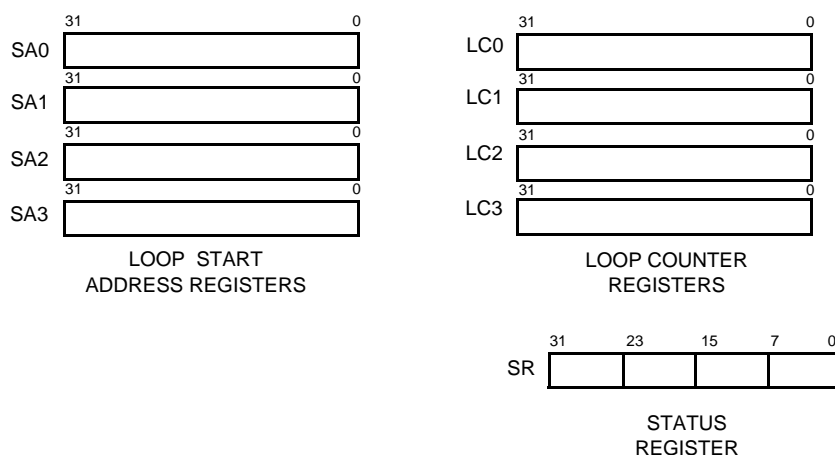 31 0
SA0
31 0
SA1
31 0
SA2
31 0
SA3
LOOP START
ADDRESS REGISTERS
31 0
LC0
31 0
LC1
31 0
LC2
31 0
LC3
LOOP COUNTER
REGISTERS
31 23 15 7 0
SR
STATUS
REGISTER